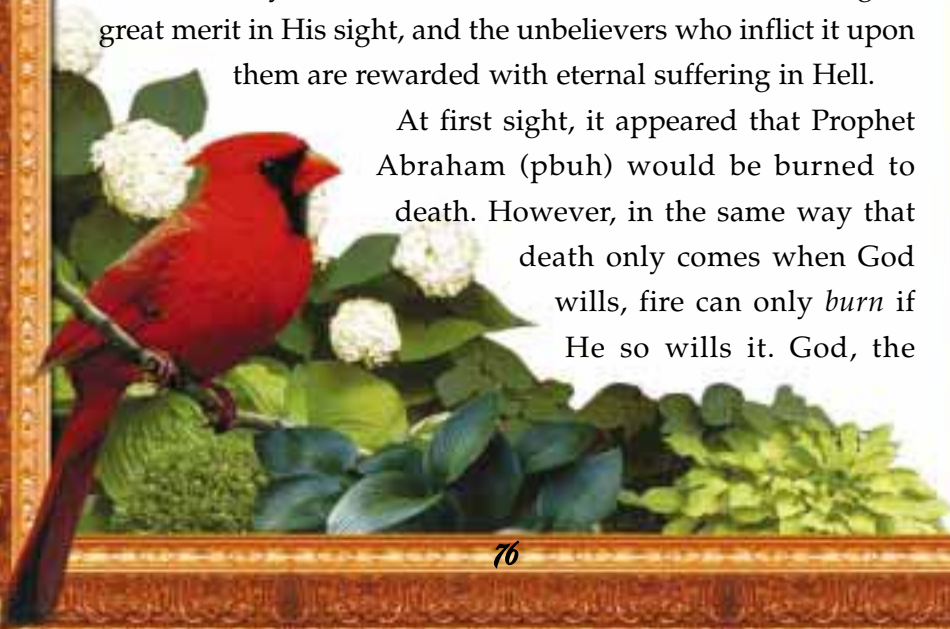 great merit in His sight, and the unbelievers who inflict it upon
them are rewarded with eternal suffering in Hell.
At first sight, it appeared that Prophet
Abraham (pbuh) would be burned to
death. However, in the same way that
death only comes when God
wills, fire can only burn if
He so wills it. God, the
76